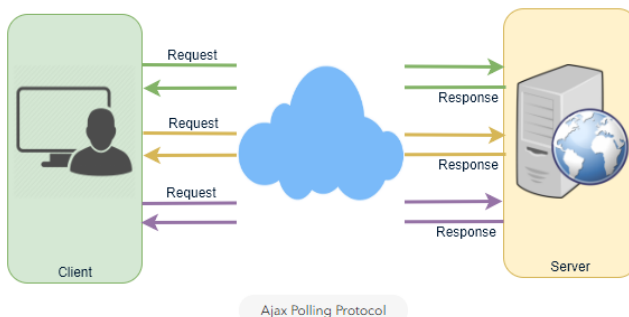 Request
Response
Request
Response
Request
Response
Client
Server
Ajax Polling Protocol